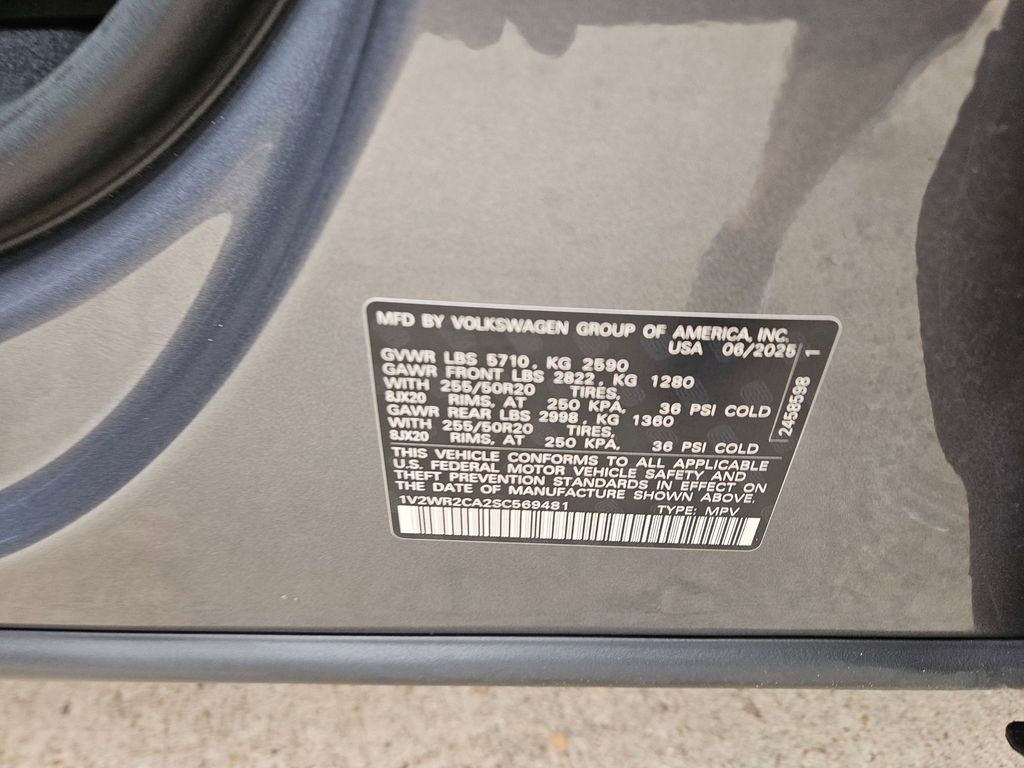 MFD BY VOLKSWAGEN GROUP OF AMERICA, INC.
USA 06/2025
GVWR LBS 5710, KG 2590
GAWR FRONT LBS 2822, KG 1280
WITH 255/50R20 TIRES,
8JX20 RIMS, AT 250 KPA, 36 PSI COLD
GAWR REAR LBS 2998, KG 1360
WITH 255/50R20 TIRES,
8JX20 RIMS, AT 250 KPA, 36 PSI COLD
2458598 1
THIS VEHICLE CONFORMS TO ALL APPLICABLE
U.S. FEDERAL MOTOR VEHICLE SAFETY AND
THEFT PREVENTION STANDARDS IN EFFECT ON
THE DATE OF MANUFACTURE SHOWN ABOVE.
1V2WR2CA2SC569481 TYPE: MPV